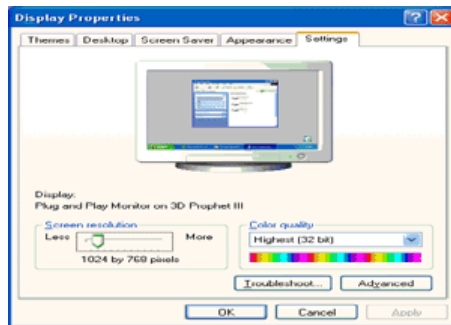 Display Properties
Themes Desktop Screen Saver Appearance Settings
Display:
Plug and Play Monitor on 3D Prophet III
Screen resolution
Less More
1024 by 768 pixels
Color quality
Highest (32 bit)
Troubleshoot... Advanced
OK Cancel Apply